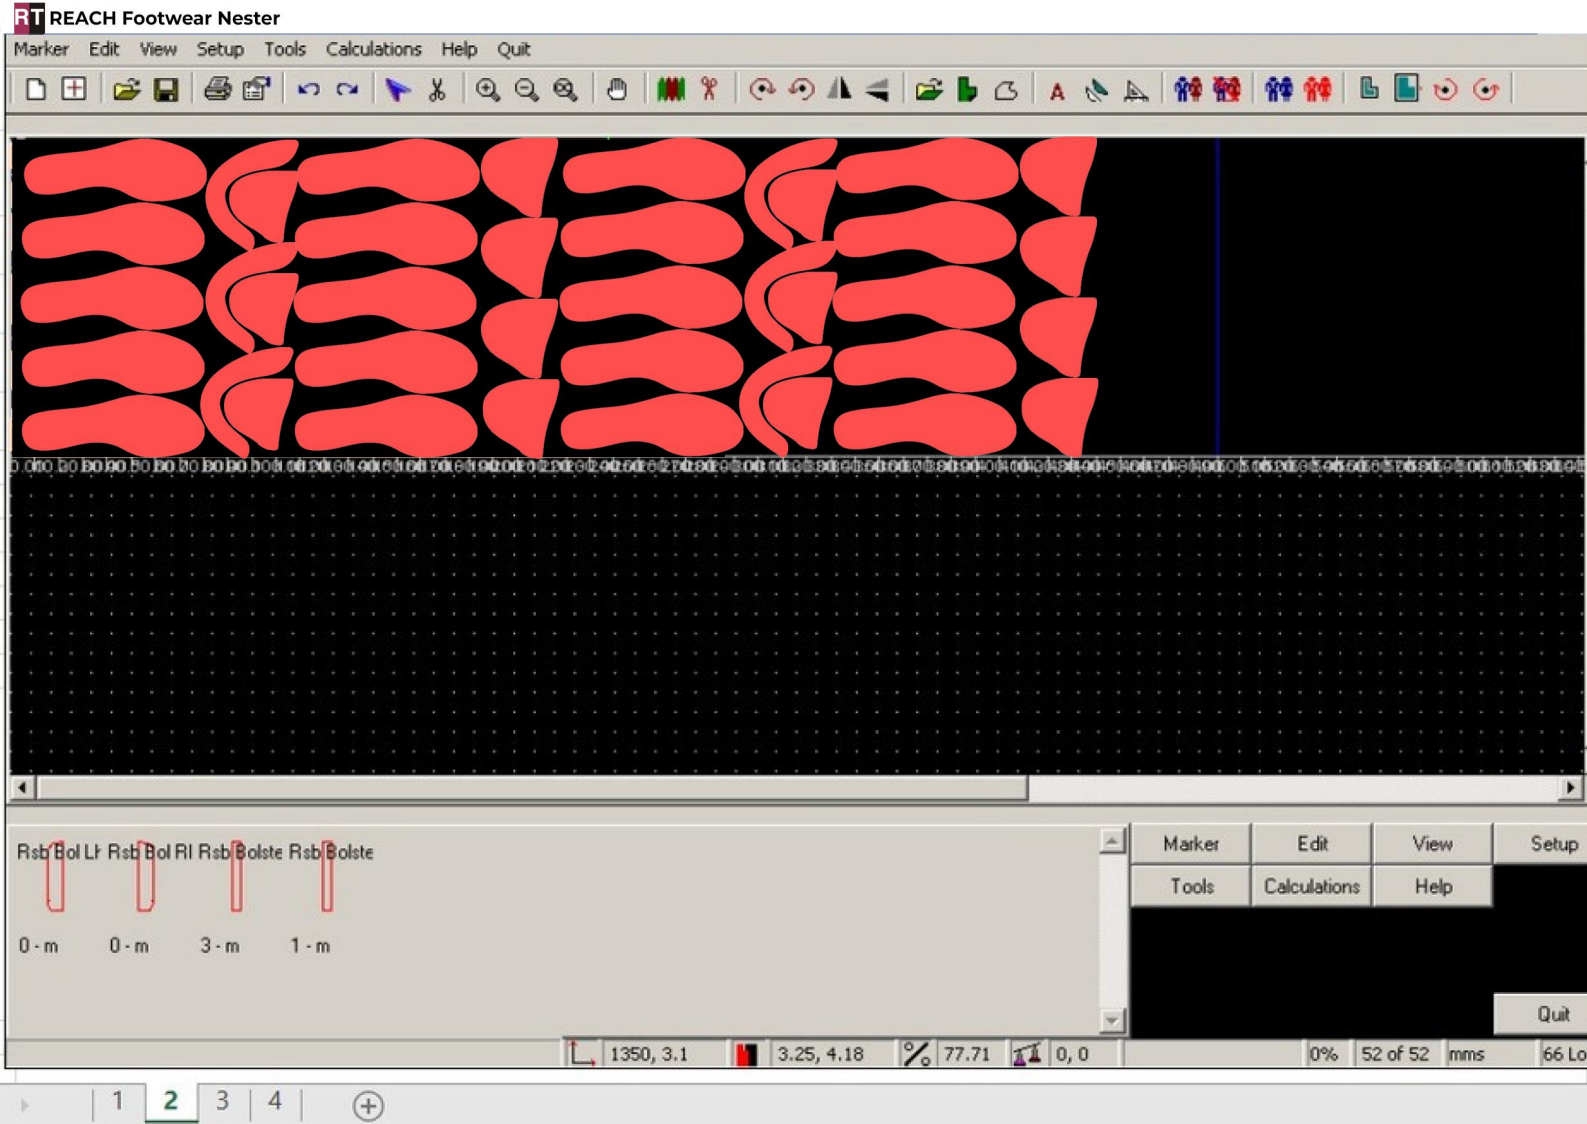 RT REACH Footwear Nester
Marker Edit View Setup Tools Calculations Help Quit
A
Rsb Bol Lh Rsb Bol RI Rsb Bolste Rsb Bolste
0 - m 0 - m 3 - m 1 - m
Marker Edit View Setup
Tools Calculations Help
Quit
1350, 3.1 3.25, 4.18 77.71 0, 0 0% 52 of 52 mms 66 Lo
1 2 3 4